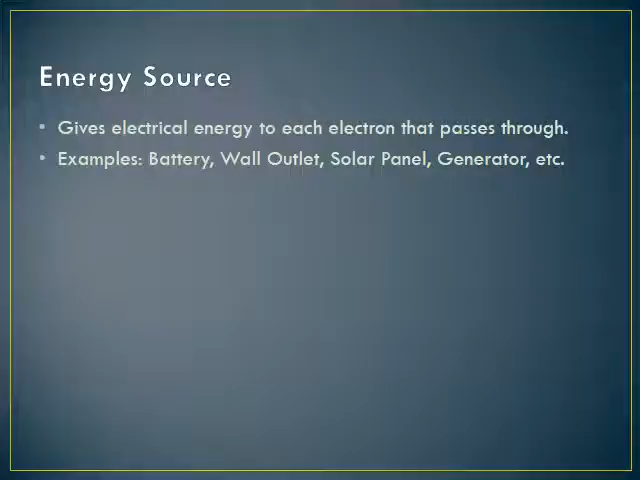 Energy Source
• Gives electrical energy to each electron that passes through.
• Examples: Battery, Wall Outlet, Solar Panel, Generator, etc.